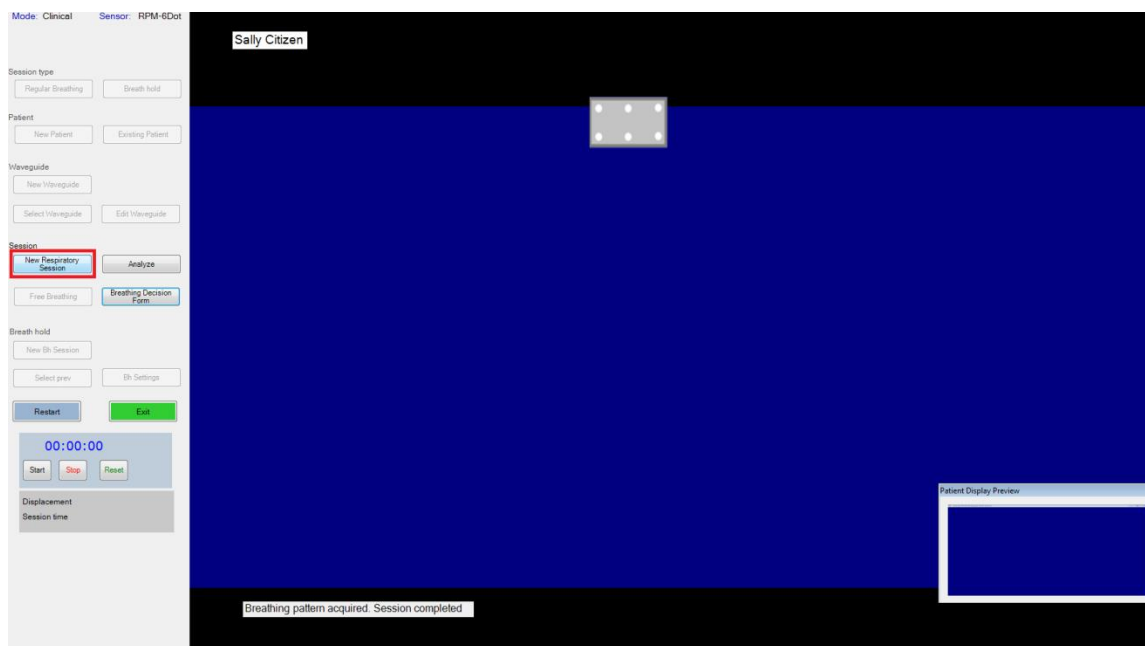 Mode: Clinical Sensor: RPM-6Dot
Sally Citizen
Session type
Regular Breathing Breath hold
Patient
New Patient Existing Patient
Waveguide
New Waveguide
Select Waveguide Edit Waveguide
Session
New Respiratory
Session
Analyze
Free Breathing
Breathing Decision
Form
Breath hold
New Bh Session
Select prev Bh Settings
Restart Exit
00:00:00
Start Stop Reset
Displacement
Session time
Patient Display Preview
Breathing pattern acquired. Session completed